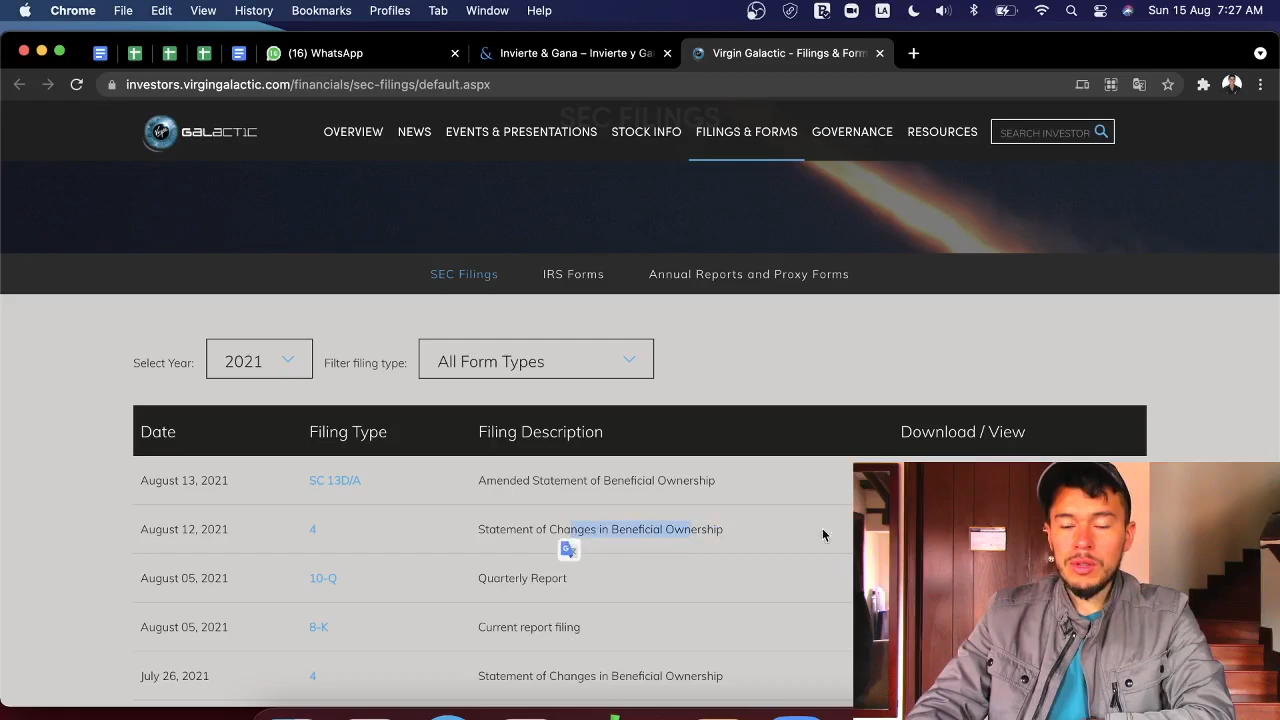 Chrome File Edit View History Bookmarks Profiles Tab Window Help LA Sun 15 Aug 7:27 AM
(16) WhatsApp Invierte & Gana – Invierte y Ga Virgin Galactic - Filings & Form
investors.virgingalactic.com/financials/sec-filings/default.aspx
SEC FILINGS
Virgin GALACTIC OVERVIEW NEWS EVENTS & PRESENTATIONS STOCK INFO FILINGS & FORMS GOVERNANCE RESOURCES SEARCH INVESTOR
SEC Filings IRS Forms Annual Reports and Proxy Forms
Select Year: 2021 Filter filing type: All Form Types
Date Filing Type Filing Description Download / View
August 13, 2021 SC 13D/A Amended Statement of Beneficial Ownership
August 12, 2021 4 Statement of Changes in Beneficial Ownership
August 05, 2021 10-Q Quarterly Report
August 05, 2021 8-K Current report filing
July 26, 2021 4 Statement of Changes in Beneficial Ownership